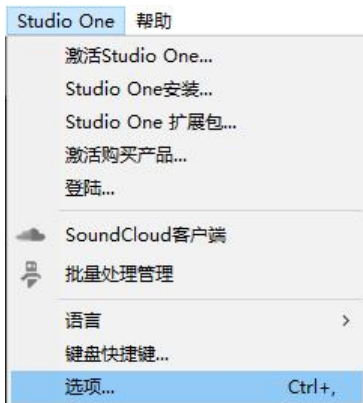 Studio One 帮助
激活Studio One...
Studio One安装...
Studio One 扩展包...
激活购买产品...
登陆...
SoundCloud客户端
批量处理管理
语言
键盘快捷键...
选项... Ctrl+,